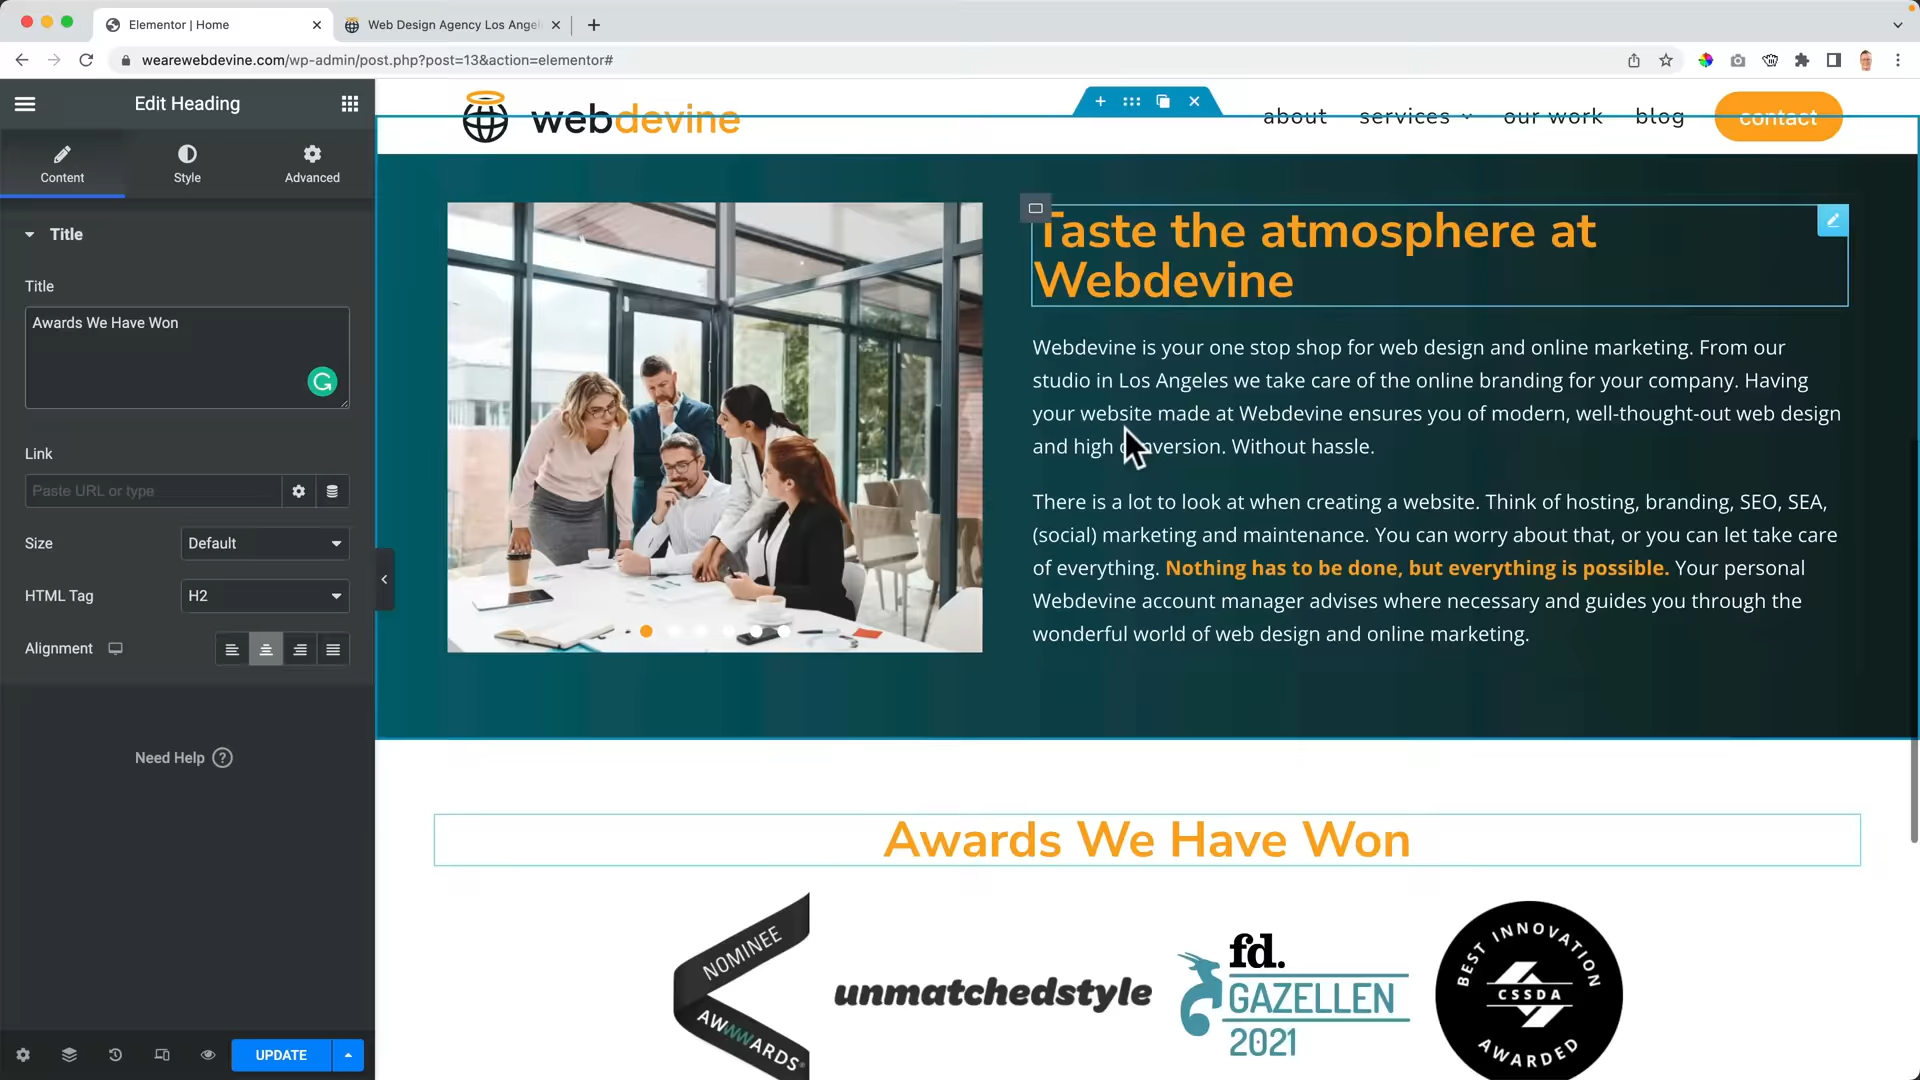 Elementor | Home
Web Design Agency Los Angel
wearewebdevine.com/wp-admin/post.php?post=13&action=elementor#
Edit Heading
Content
Style
Advanced
Title
Title
Awards We Have Won
Link
Paste URL or type
Size
Default
HTML Tag
H2
Alignment
Need Help
UPDATE
webdevine
about
services
our work
blog
contact
Taste the atmosphere at
Webdevine
Webdevine is your one stop shop for web design and online marketing. From our
studio in Los Angeles we take care of the online branding for your company. Having
your website made at Webdevine ensures you of modern, well-thought-out web design
and high conversion. Without hassle.
There is a lot to look at when creating a website. Think of hosting, branding, SEO, SEA,
(social) marketing and maintenance. You can worry about that, or you can let take care
of everything. Nothing has to be done, but everything is possible. Your personal
Webdevine account manager advises where necessary and guides you through the
wonderful world of web design and online marketing.
Awards We Have Won
NOMINEE
AWWWARDS
unmatchedstyle
fd.
GAZELLEN
2021
BEST INNOVATION
CSSDA
AWARDED